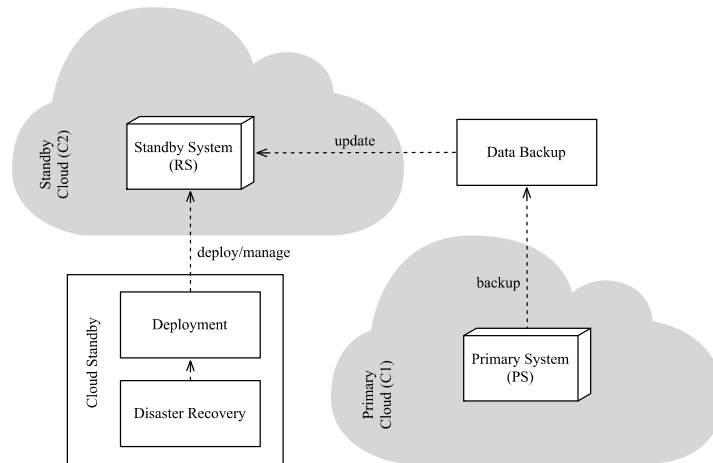 Standby
Cloud (C2)
Standby System
(RS)
update
Data Backup
deploy/manage
backup
Cloud Standby
Deployment
Disaster Recovery
Primary
Cloud (C1)
Primary System
(PS)